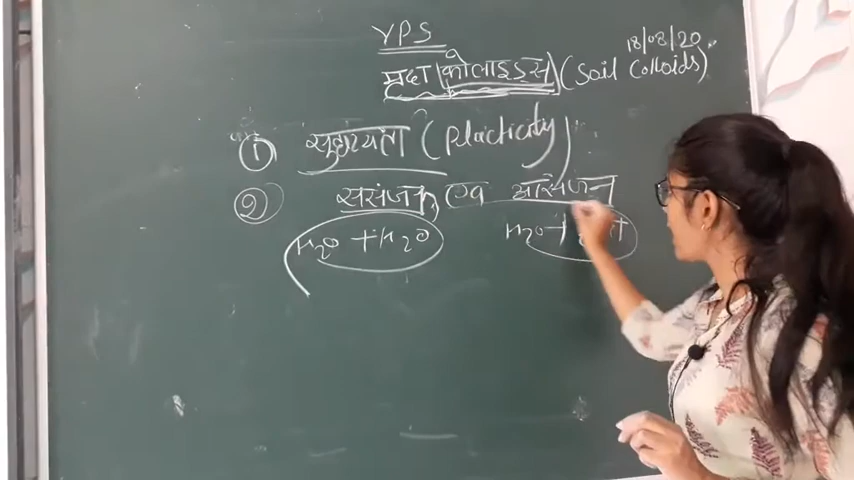 YPS
18/08/20
मृदा कोलाइडस (Soil Colloids)
① सुघट्यता (Plasticity)
② ससंजन एवं आसंजन
H₂O + H₂O H₂O +